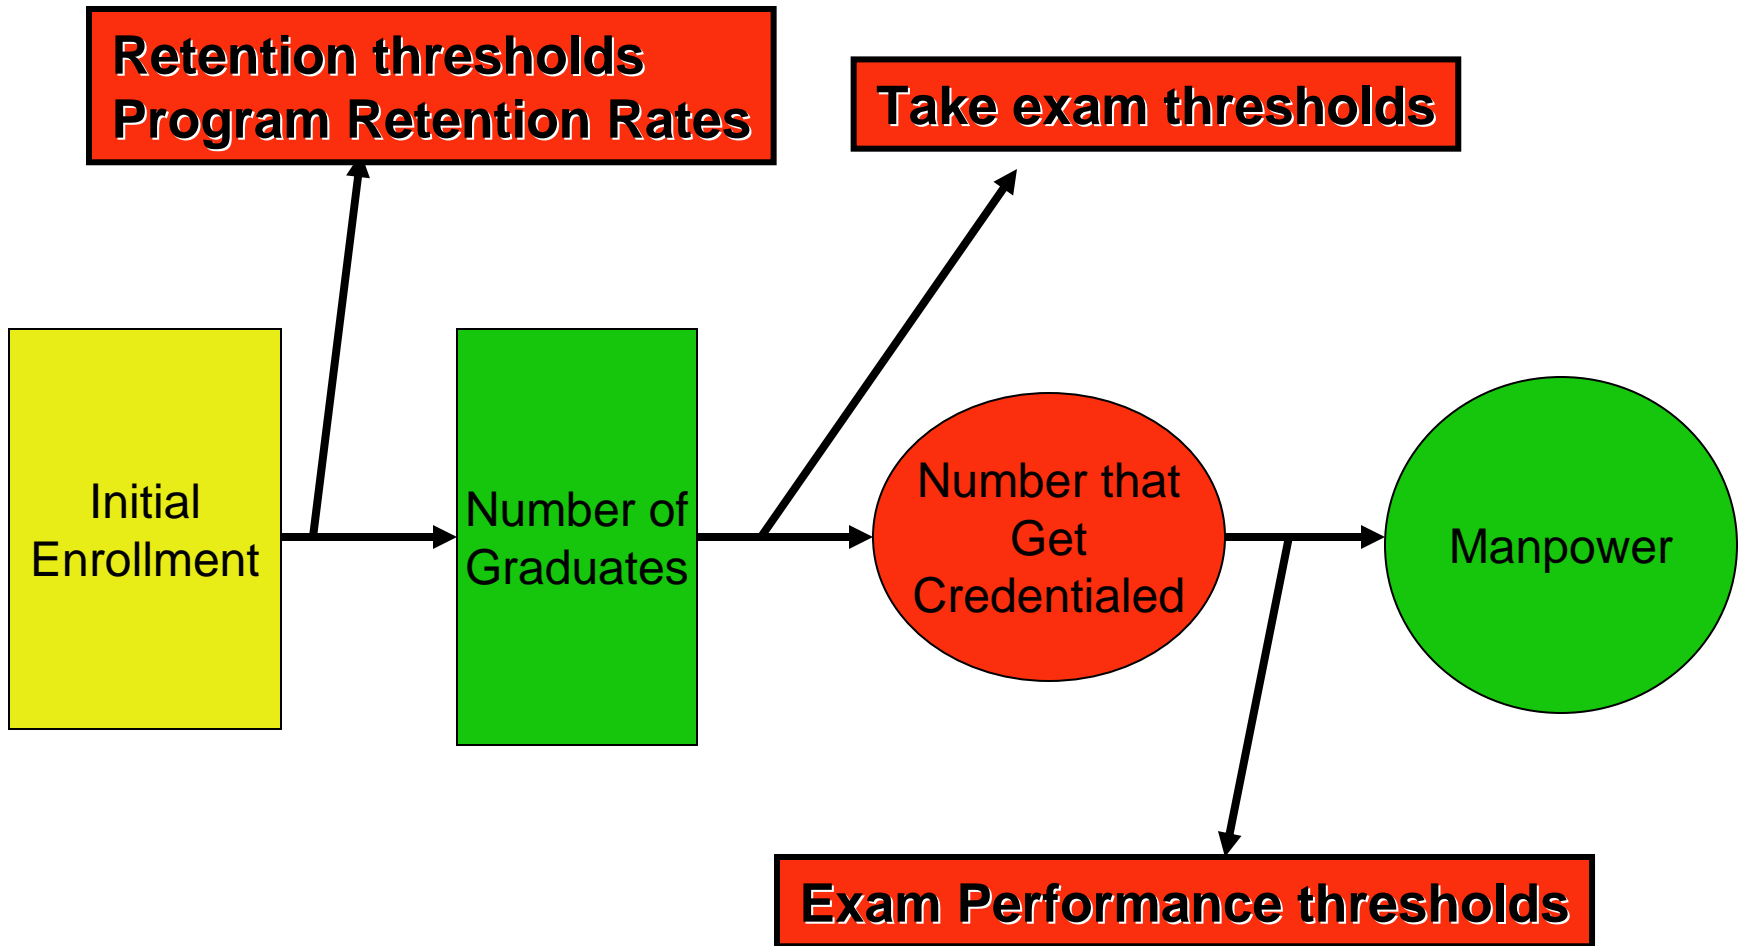 Retention thresholds
Program Retention Rates
Take exam thresholds
Initial
Enrollment
Number of
Graduates
Number that
Get
Credentialed
Manpower
Exam Performance thresholds